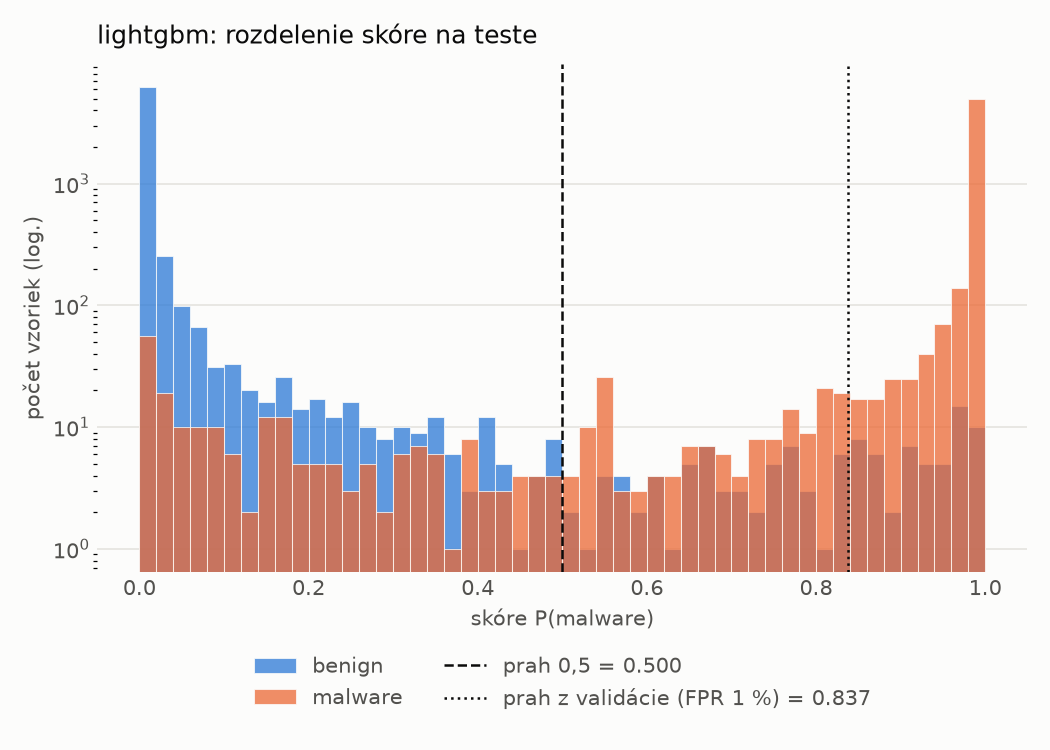 lightgbm: rozdelenie skóre na teste
počet vzoriek (log.)
10³
10²
10¹
10⁰
0.0 0.2 0.4 0.6 0.8 1.0
skóre P(malware)
benign
malware
prah 0,5 = 0.500
prah z validácie (FPR 1 %) = 0.837